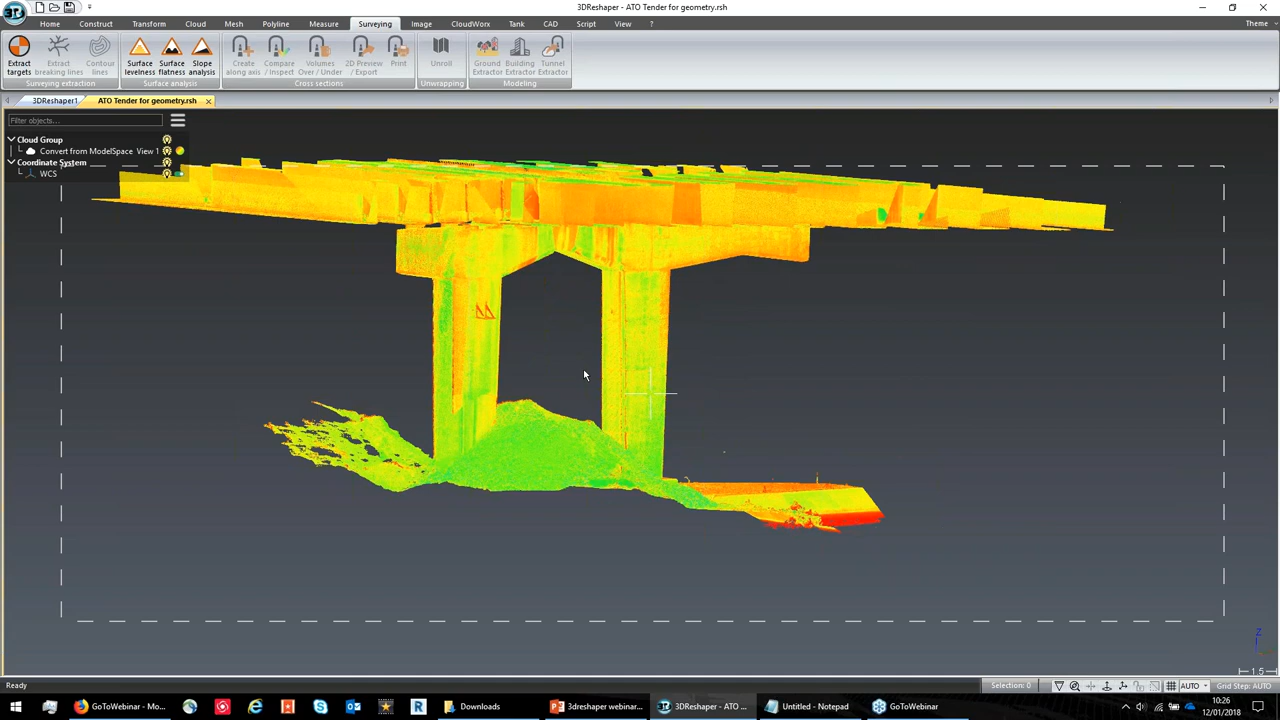 3DReshaper - ATO Tender for geometry.rsh
Home Construct Transform Cloud Mesh Polyline Measure Surveying Image CloudWorx Tank CAD Script View ? Theme
Extract targets
Extract breaking lines
Contour lines
Surface levelness
Surface flatness
Slope analysis
Create along axis
Compare / Inspect
Volumes Over / Under
2D Preview / Export
Print
Unroll
Ground Extractor
Building Extractor
Tunnel Extractor
Surveying extraction
Surface analysis
Cross sections
Unwrapping
Modeling
3DReshaper1
ATO Tender for geometry.rsh
Filter objects...
Cloud Group
Convert from ModelSpace View 1
Coordinate System
WCS
Z
1.5
Ready
Selection: 0
AUTO
Grid Step: AUTO
GoToWebinar - Mo...
Downloads
3dreshaper webinar...
3DReshaper - ATO ...
Untitled - Notepad
GoToWebinar
10:26
12/01/2018